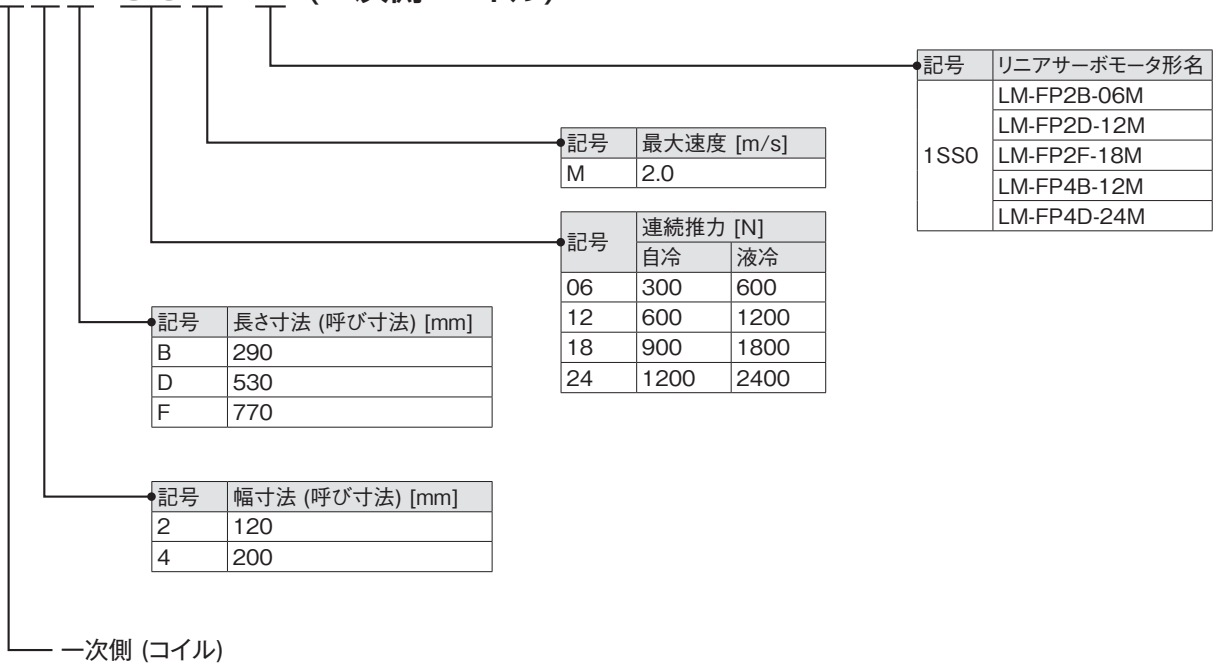 記号 リニアサーボモータ形名
1SS0 LM-FP2B-06M
LM-FP2D-12M
LM-FP2F-18M
LM-FP4B-12M
LM-FP4D-24M
記号 最大速度 [m/s]
M 2.0
記号 連続推力 [N]
自冷 液冷
06 300 600
12 600 1200
18 900 1800
24 1200 2400
記号 長さ寸法 (呼び寸法) [mm]
B 290
D 530
F 770
記号 幅寸法 (呼び寸法) [mm]
2 120
4 200
一次側 (コイル)